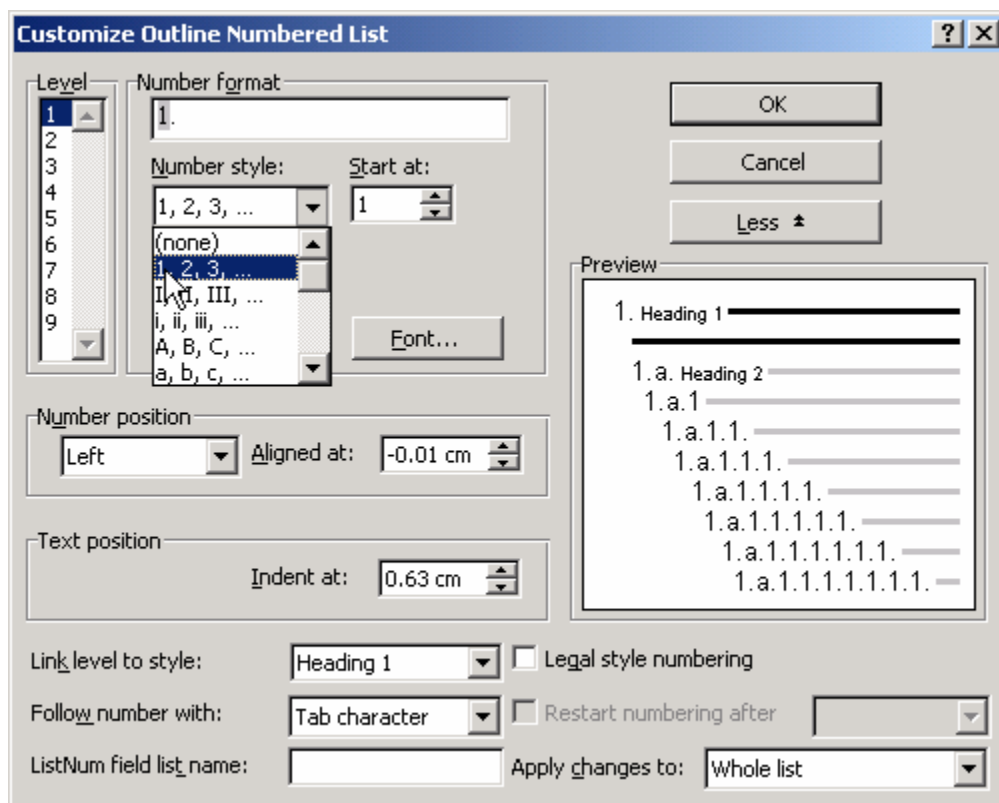 Customize Outline Numbered List
Level
1
2
3
4
5
6
7
8
9
Number format
1.
Number style:
1, 2, 3, ...
(none)
1, 2, 3, ...
I, II, III, ...
i, ii, iii, ...
A, B, C, ...
a, b, c, ...
Start at:
1
Font...
OK
Cancel
Less
Number position
Left
Aligned at:
-0.01 cm
Text position
Indent at:
0.63 cm
Preview
1. Heading 1
1.a. Heading 2
1.a.1
1.a.1.1.
1.a.1.1.1.
1.a.1.1.1.1.
1.a.1.1.1.1.1.
1.a.1.1.1.1.1.1.
1.a.1.1.1.1.1.1.1.
Link level to style:
Heading 1
Legal style numbering
Follow number with:
Tab character
Restart numbering after
ListNum field list name:
Apply changes to:
Whole list